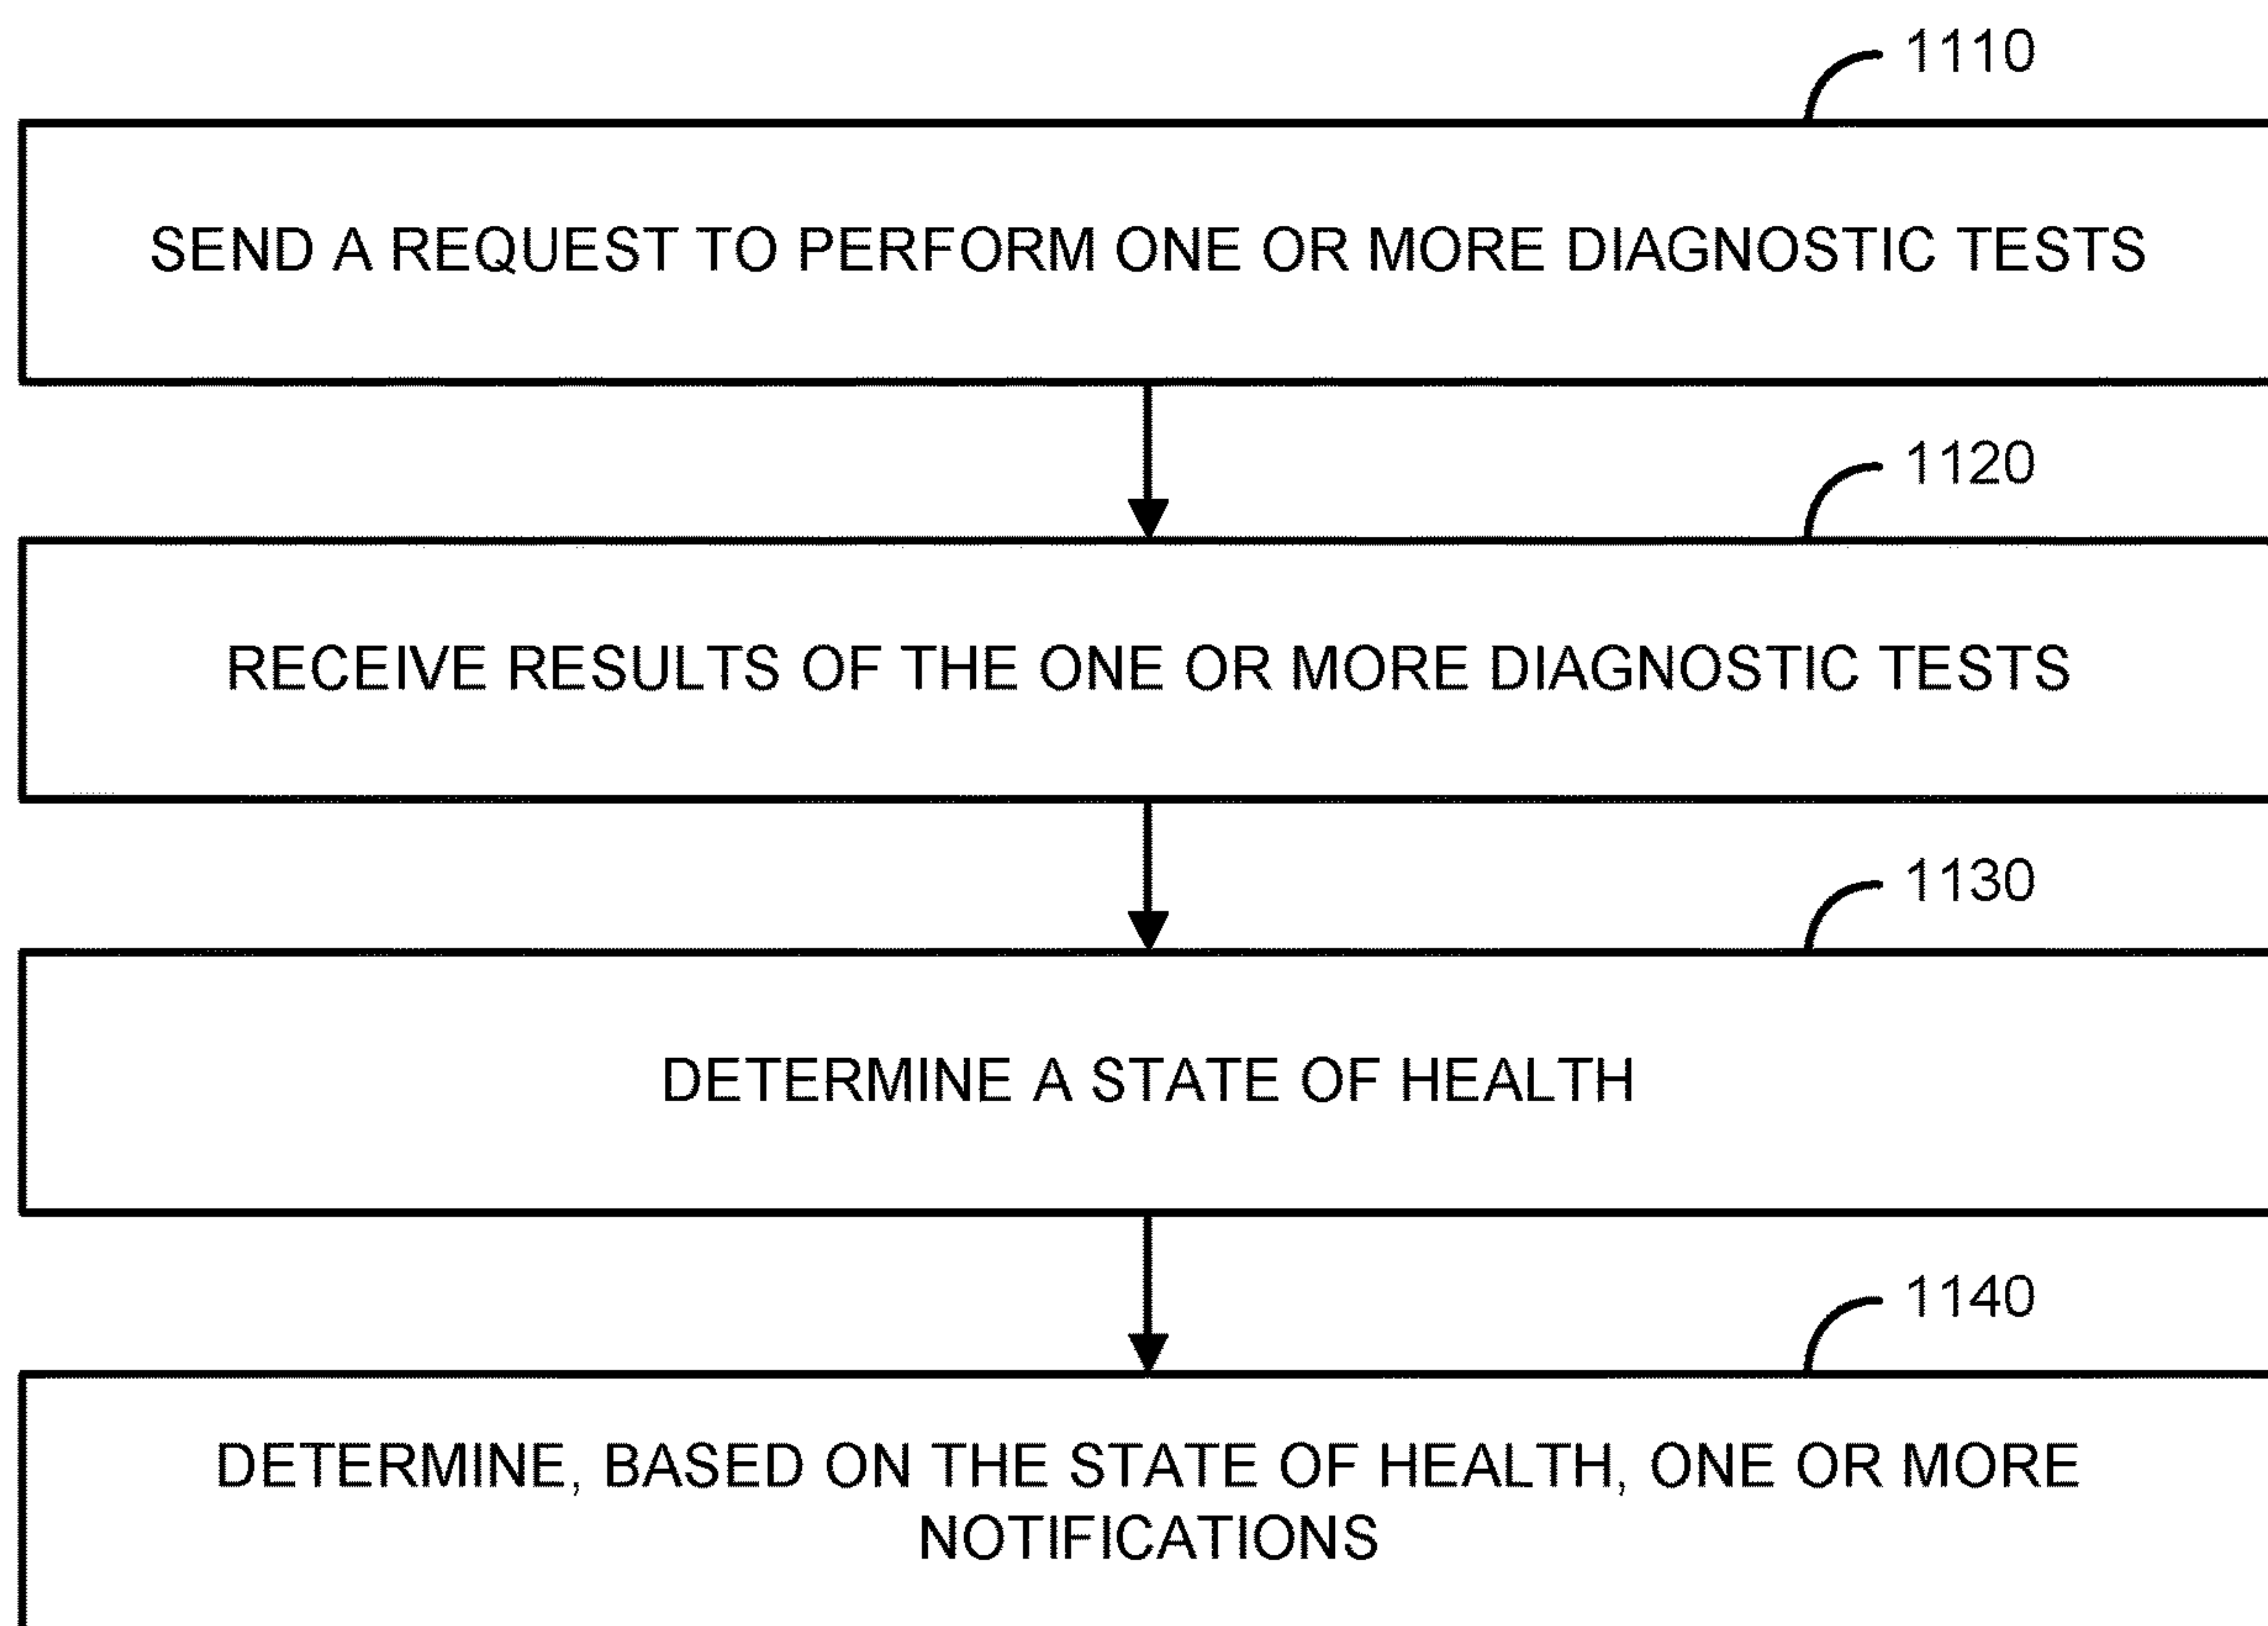 1110
SEND A REQUEST TO PERFORM ONE OR MORE DIAGNOSTIC TESTS
1120
RECEIVE RESULTS OF THE ONE OR MORE DIAGNOSTIC TESTS
1130
DETERMINE A STATE OF HEALTH
1140
DETERMINE, BASED ON THE STATE OF HEALTH, ONE OR MORE
NOTIFICATIONS